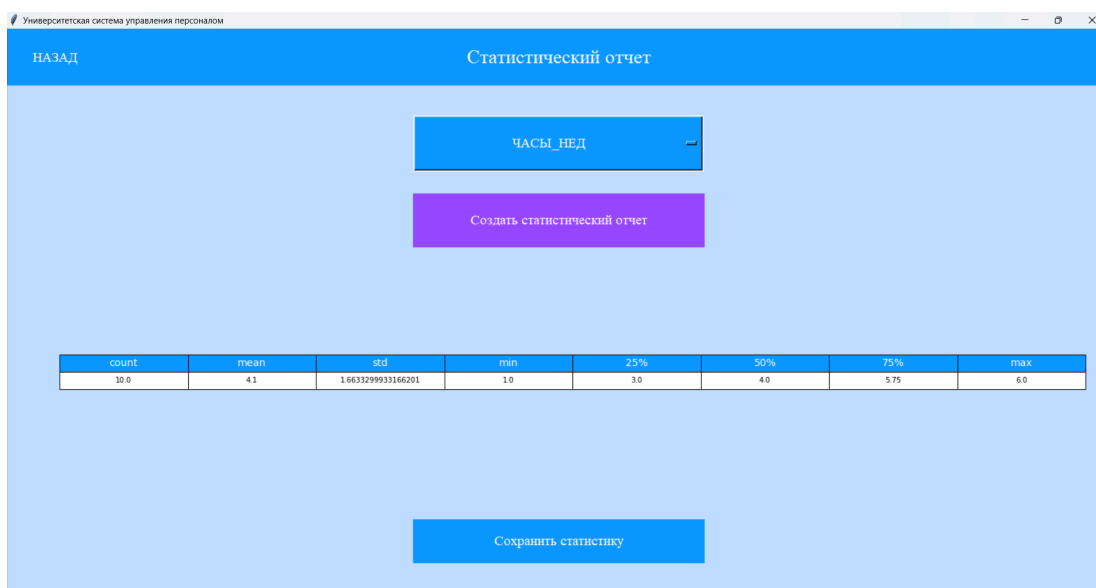 Университетская система управления персоналом
НАЗАД
Статистический отчет
ЧАСЫ_НЕД
Создать статистический отчет
count mean std min 25% 50% 75% max
10.0 4.1 1.6633299933166201 1.0 3.0 4.0 5.75 6.0
Сохранить статистику